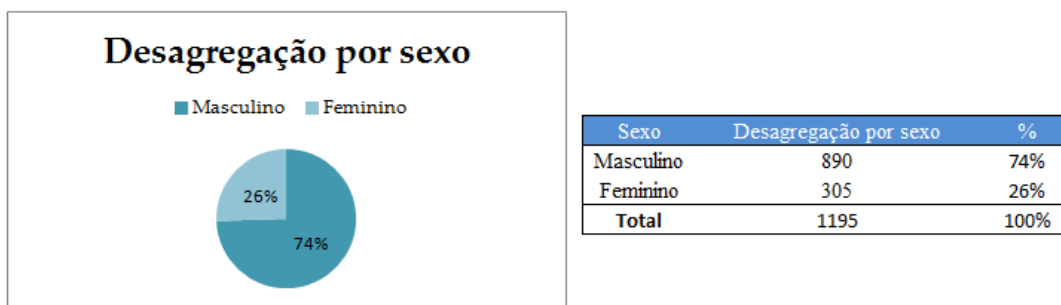 Desagregação por sexo
Masculino Feminino
26%
74%
Sexo Desagregação por sexo %
Masculino 890 74%
Feminino 305 26%
Total 1195 100%